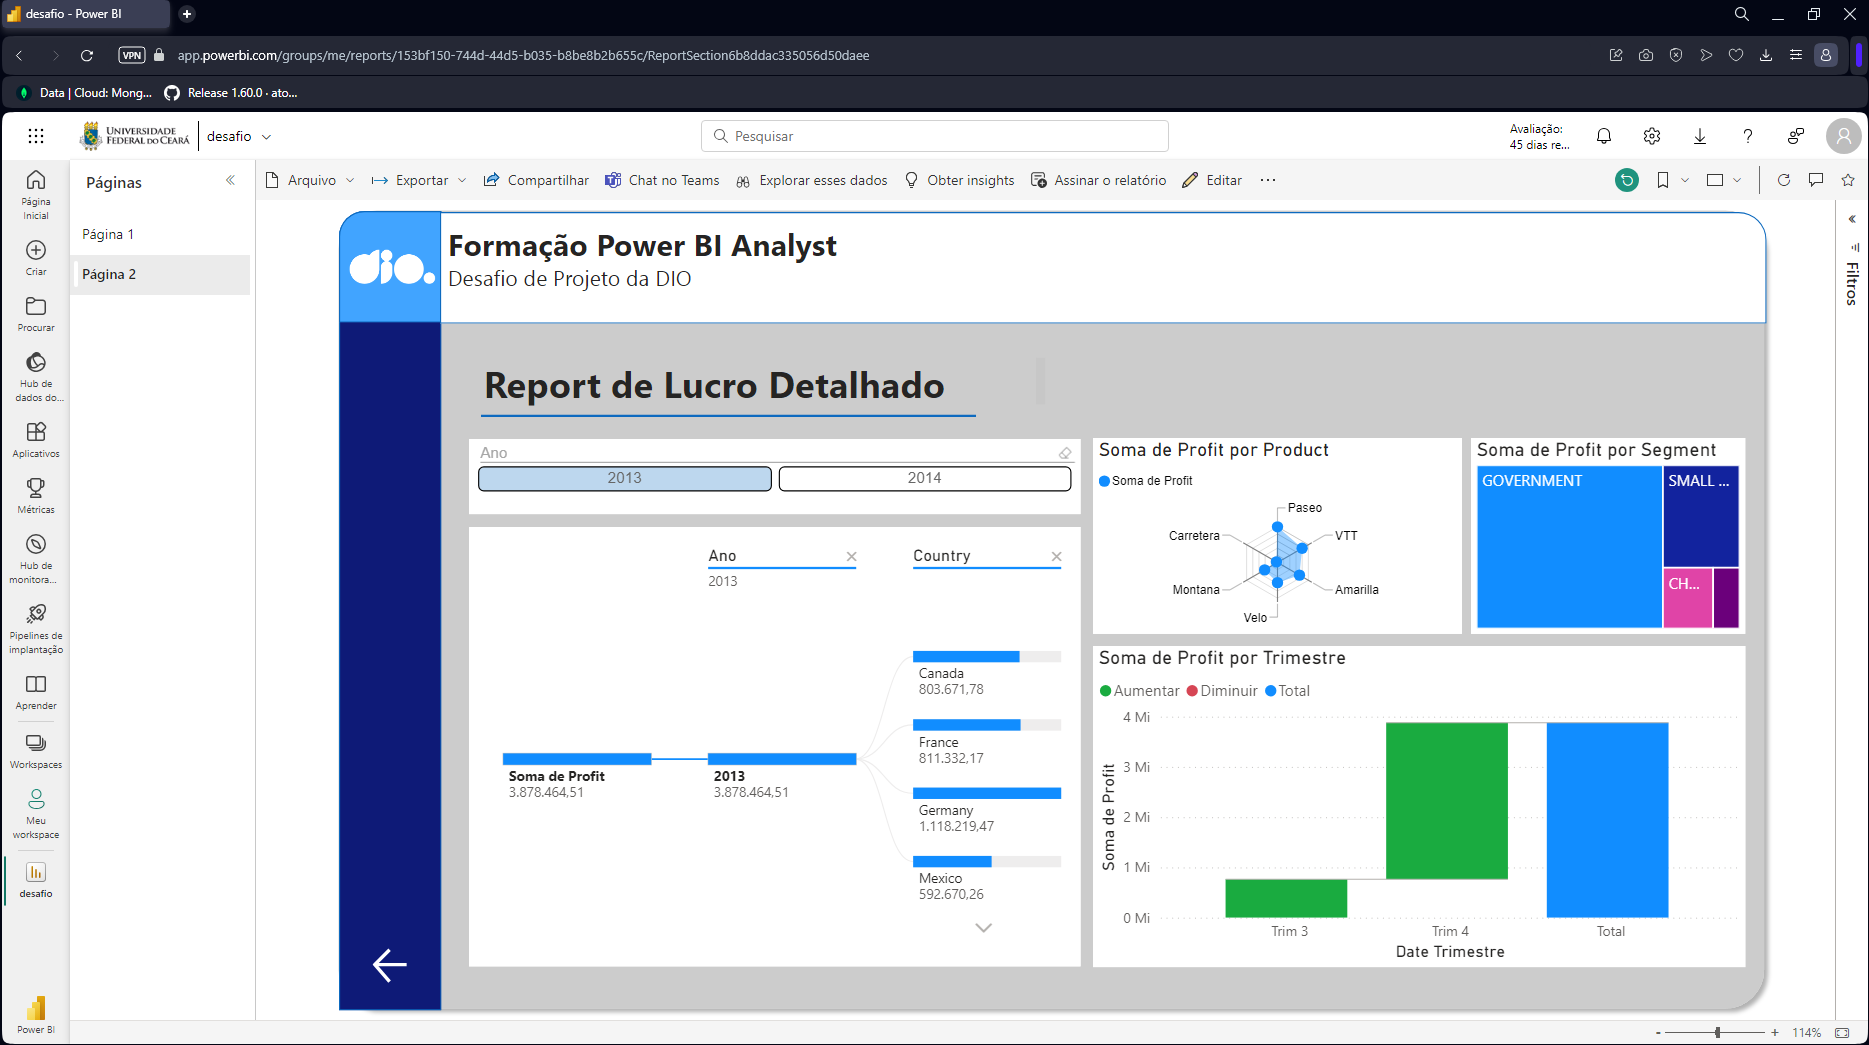 desafio - Power BI
VPN
app.powerbi.com/groups/me/reports/153bf150-744d-44d5-b035-b8be8b2b655c/ReportSection6b8ddac335056d50daee
Data | Cloud: Mong...
Release 1.60.0 · ato...
UNIVERSIDADE
FEDERAL DO CEARÁ
desafio
Pesquisar
Avaliação:
45 dias re...
Página
Inicial
Criar
Procurar
Hub de
dados do...
Aplicativos
Métricas
Hub de
monitora...
Pipelines de
implantação
Aprender
Workspaces
Meu
workspace
desafio
Power BI
Páginas
Página 1
Página 2
Arquivo
Exportar
Compartilhar
Chat no Teams
Explorar esses dados
Obter insights
Assinar o relatório
Editar
Filtros
dio.
Formação Power BI Analyst
Desafio de Projeto da DIO
Report de Lucro Detalhado
Ano
2013
2014
Ano
2013
Country
Soma de Profit
3.878.464,51
2013
3.878.464,51
Canada
803.671,78
France
811.332,17
Germany
1.118.219,47
Mexico
592.670,26
Soma de Profit por Product
Soma de Profit
Paseo
VTT
Amarilla
Velo
Montana
Carretera
Soma de Profit por Segment
GOVERNMENT
SMALL ...
CH...
Soma de Profit por Trimestre
Aumentar
Diminuir
Total
Soma de Profit
4 Mi
3 Mi
2 Mi
1 Mi
0 Mi
Trim 3
Trim 4
Total
Date Trimestre
- + 114%